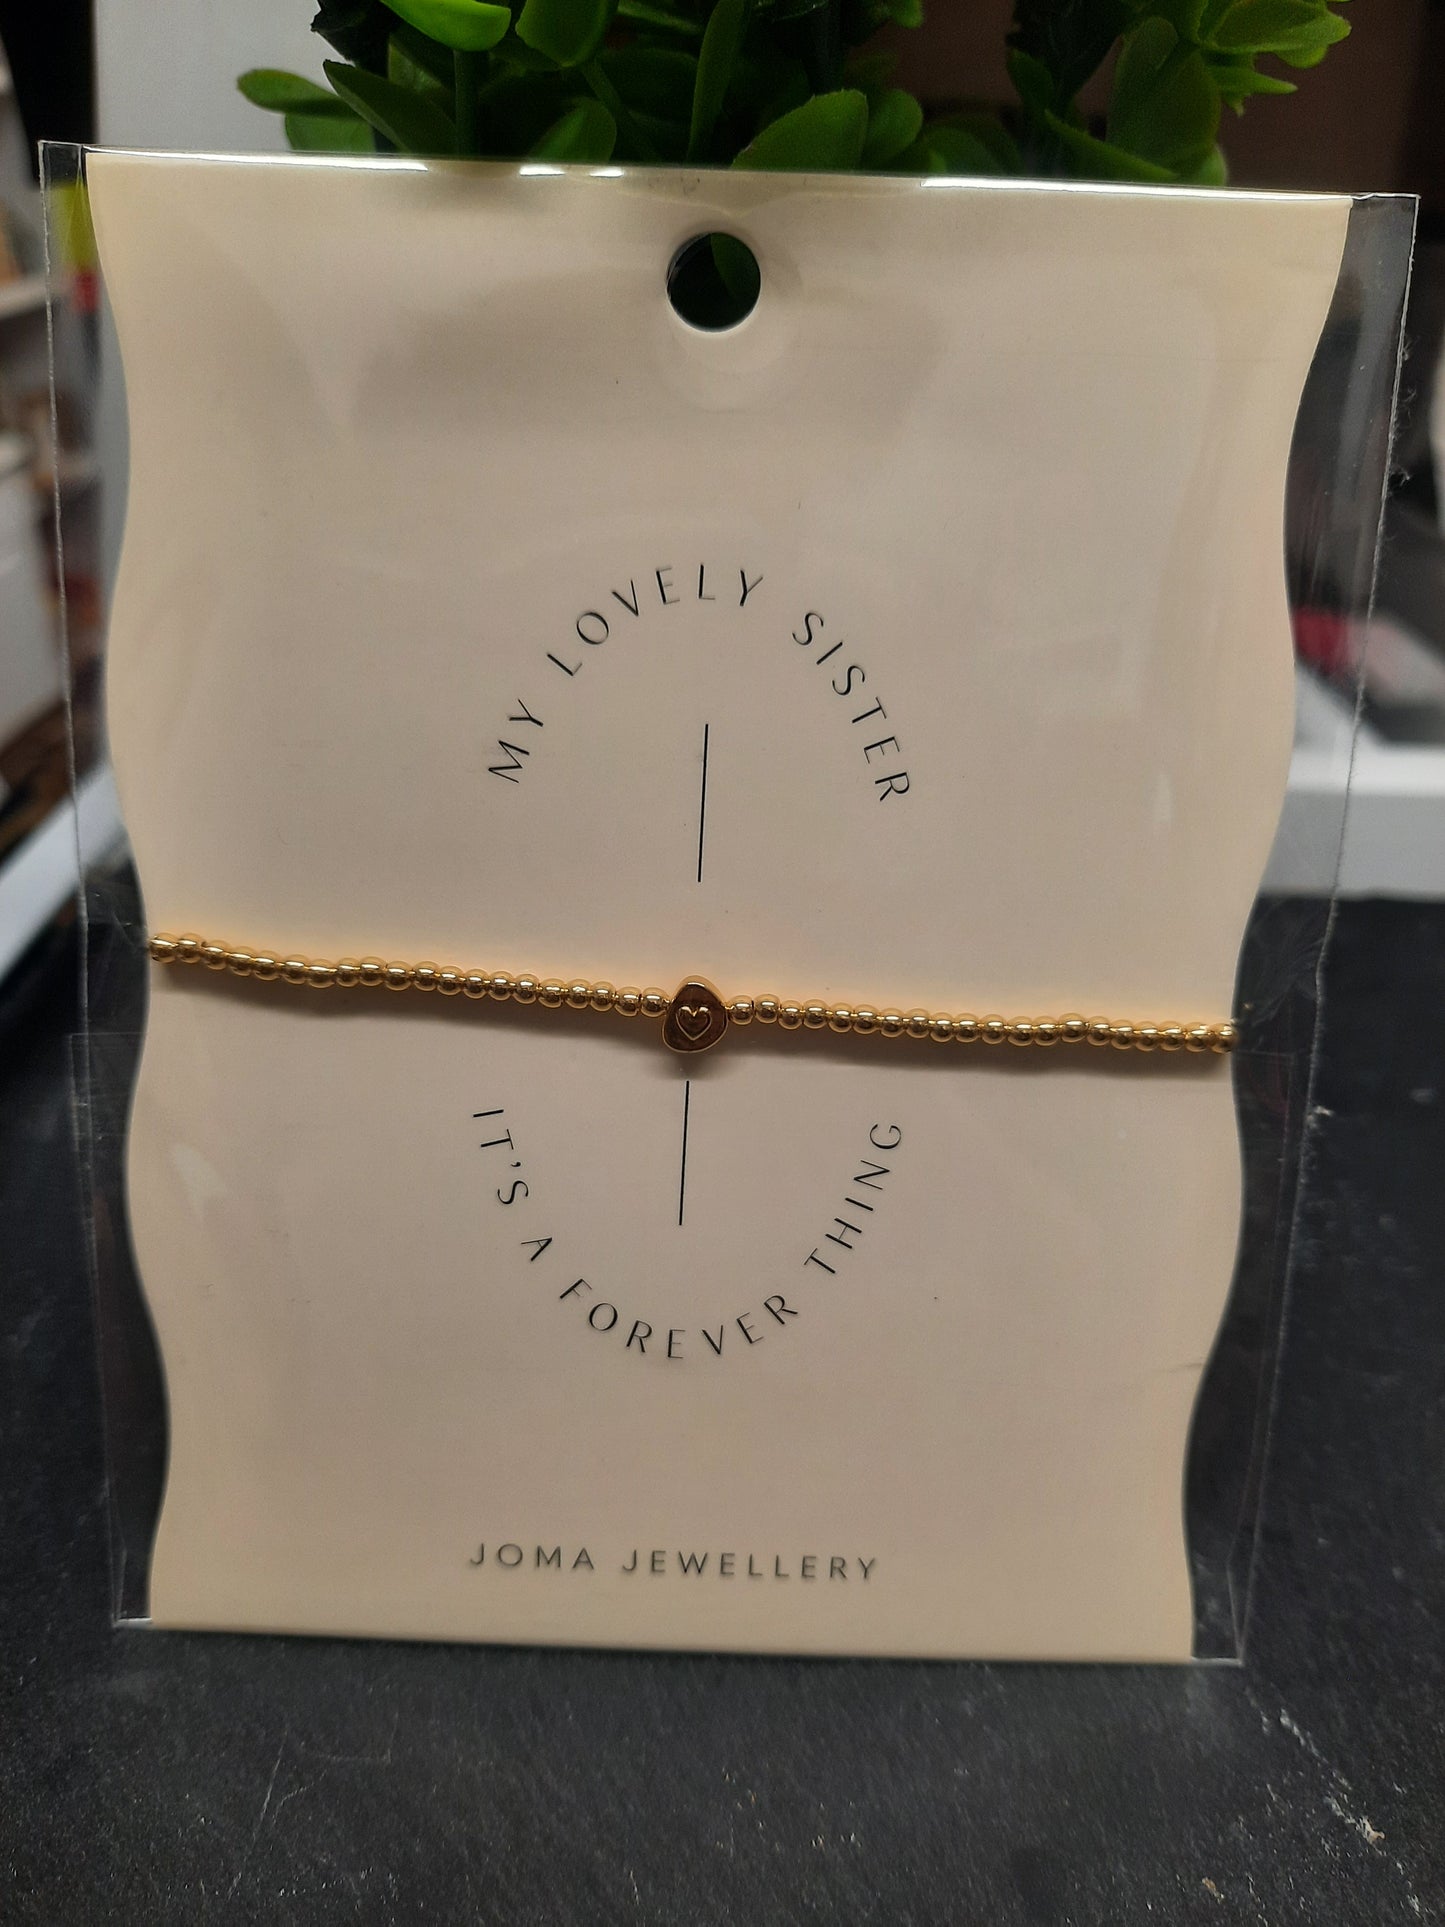 MY LOVELY SISTER
IT'S A FOREVER THING
JOMA JEWELLERY